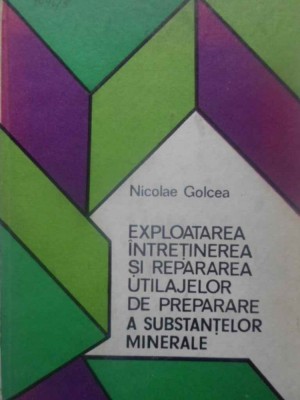 Nicolae Golcea
EXPLOATAREA
ÎNTREȚINEREA
ȘI REPARAREA
UTILAJELOR
DE PREPARARE
A SUBSTANȚELOR
MINERALE